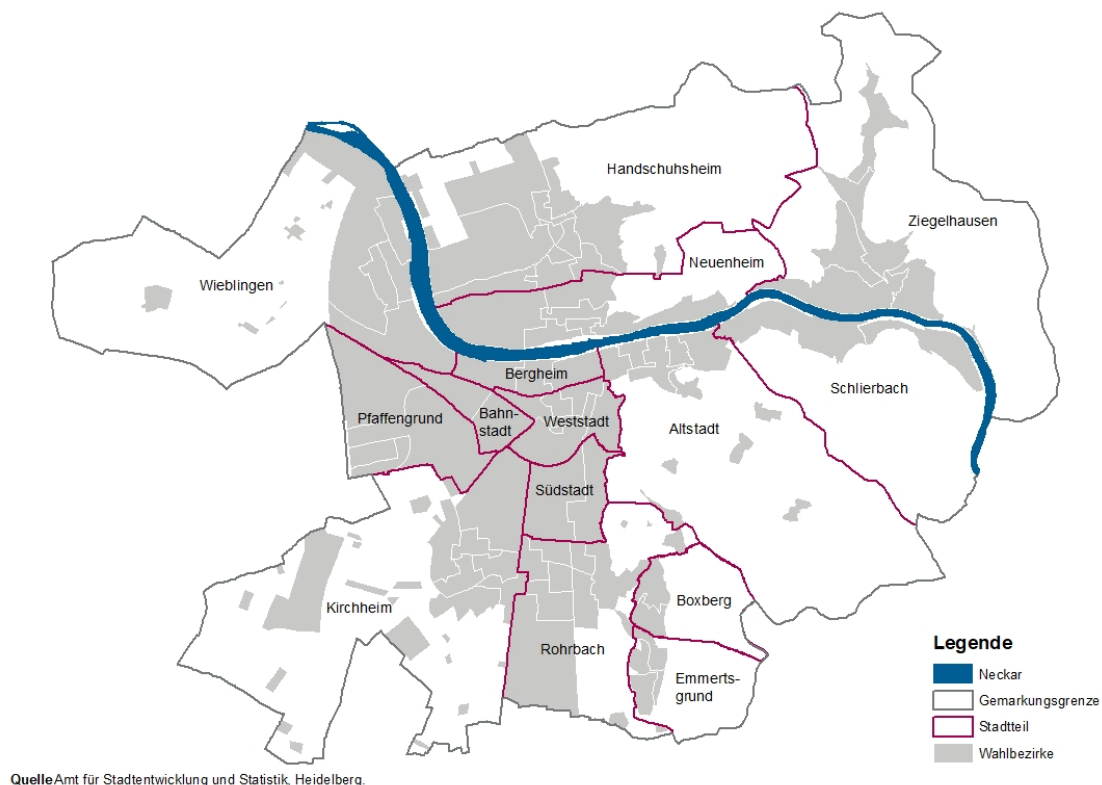 Handschuhsheim
Ziegelhausen
Neuenheim
Wieblingen
Bergheim
Schlierbach
Pfaffengrund
Bahn-
stadt
Weststadt
Altstadt
Südstadt
Boxberg
Kirchheim
Rohrbach
Emmerts-
grund
Legende
Neckar
Gemarkungsgrenze
Stadtteil
Wahlbezirke
Quelle Amt für Stadtentwicklung und Statistik, Heidelberg.